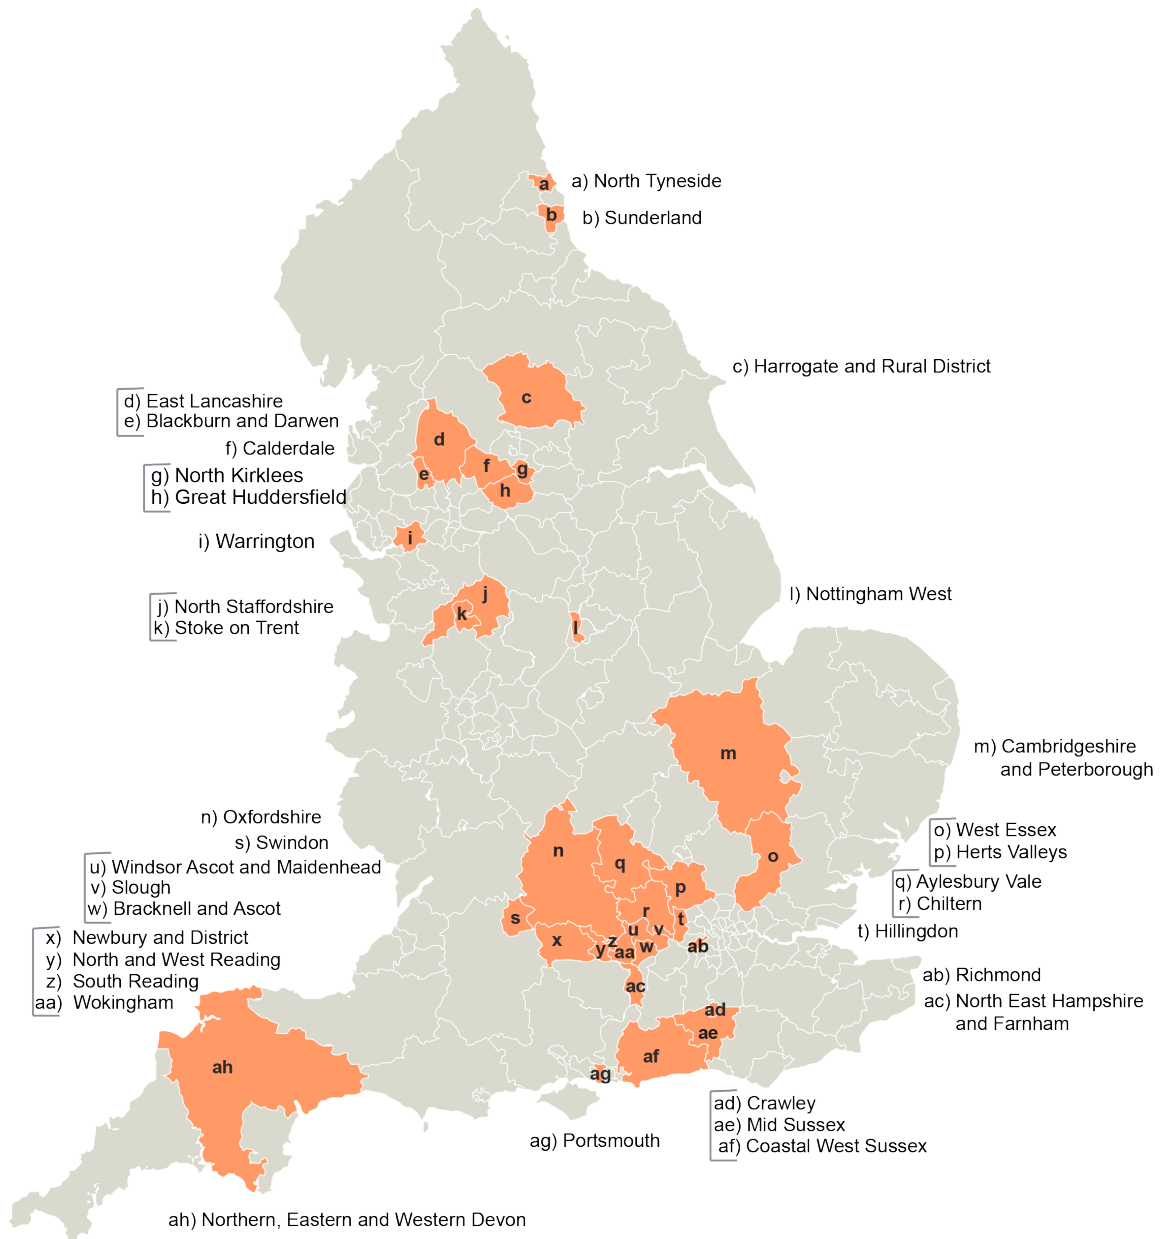 a
a) North Tyneside
b
b) Sunderland
c) Harrogate and Rural District
c
d) East Lancashire
e) Blackburn and Darwen
d
f) Calderdale
f
g
e
g) North Kirklees
h) Great Huddersfield
h
i) Warrington
i
l) Nottingham West
j) North Staffordshire
k) Stoke on Trent
j
k
l
m
m) Cambridgeshire
and Peterborough
n) Oxfordshire
s) Swindon
o) West Essex
p) Herts Valleys
n
q
o
u) Windsor Ascot and Maidenhead
v) Slough
w) Bracknell and Ascot
p
q) Aylesbury Vale
r) Chiltern
s
r
t
t) Hillingdon
x) Newbury and District
y) North and West Reading
z) South Reading
aa) Wokingham
x
u
v
z
y
aa
w
ab
ab) Richmond
ac) North East Hampshire
and Farnham
ac
ad
ae
af
ag
ah
ad) Crawley
ae) Mid Sussex
af) Coastal West Sussex
ag) Portsmouth
ah) Northern, Eastern and Western Devon